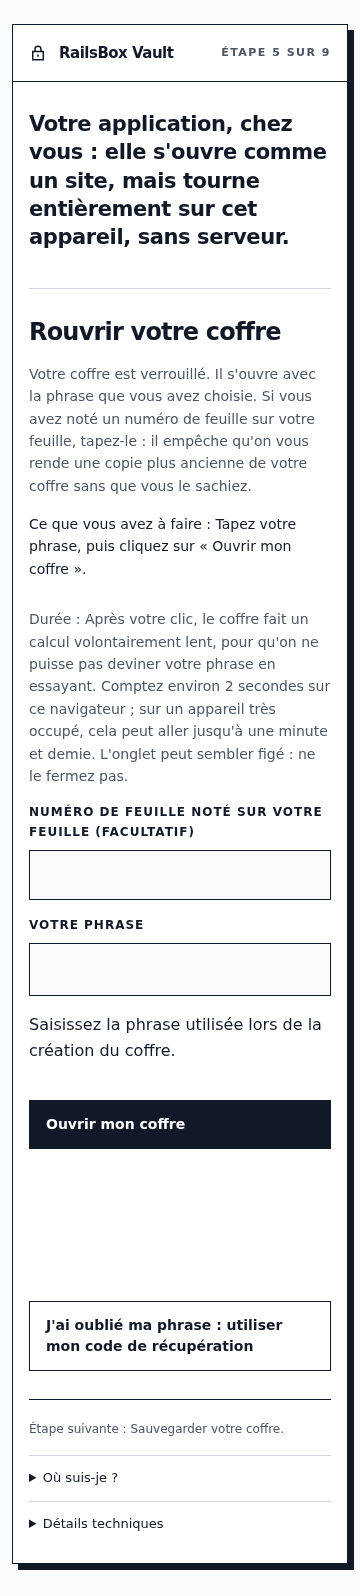 RailsBox Vault
ÉTAPE 5 SUR 9
Votre application, chez
vous : elle s'ouvre comme
un site, mais tourne
entièrement sur cet
appareil, sans serveur.
Rouvrir votre coffre
Votre coffre est verrouillé. Il s'ouvre avec
la phrase que vous avez choisie. Si vous
avez noté un numéro de feuille sur votre
feuille, tapez-le : il empêche qu'on vous
rende une copie plus ancienne de votre
coffre sans que vous le sachiez.
Ce que vous avez à faire : Tapez votre
phrase, puis cliquez sur « Ouvrir mon
coffre ».
Durée : Après votre clic, le coffre fait un
calcul volontairement lent, pour qu'on ne
puisse pas deviner votre phrase en
essayant. Comptez environ 2 secondes sur
ce navigateur ; sur un appareil très
occupé, cela peut aller jusqu'à une minute
et demie. L'onglet peut sembler figé : ne
le fermez pas.
NUMÉRO DE FEUILLE NOTÉ SUR VOTRE
FEUILLE (FACULTATIF)
VOTRE PHRASE
Saisissez la phrase utilisée lors de la
création du coffre.
Ouvrir mon coffre
J'ai oublié ma phrase : utiliser
mon code de récupération
Étape suivante : Sauvegarder votre coffre.
Où suis-je ?
Détails techniques